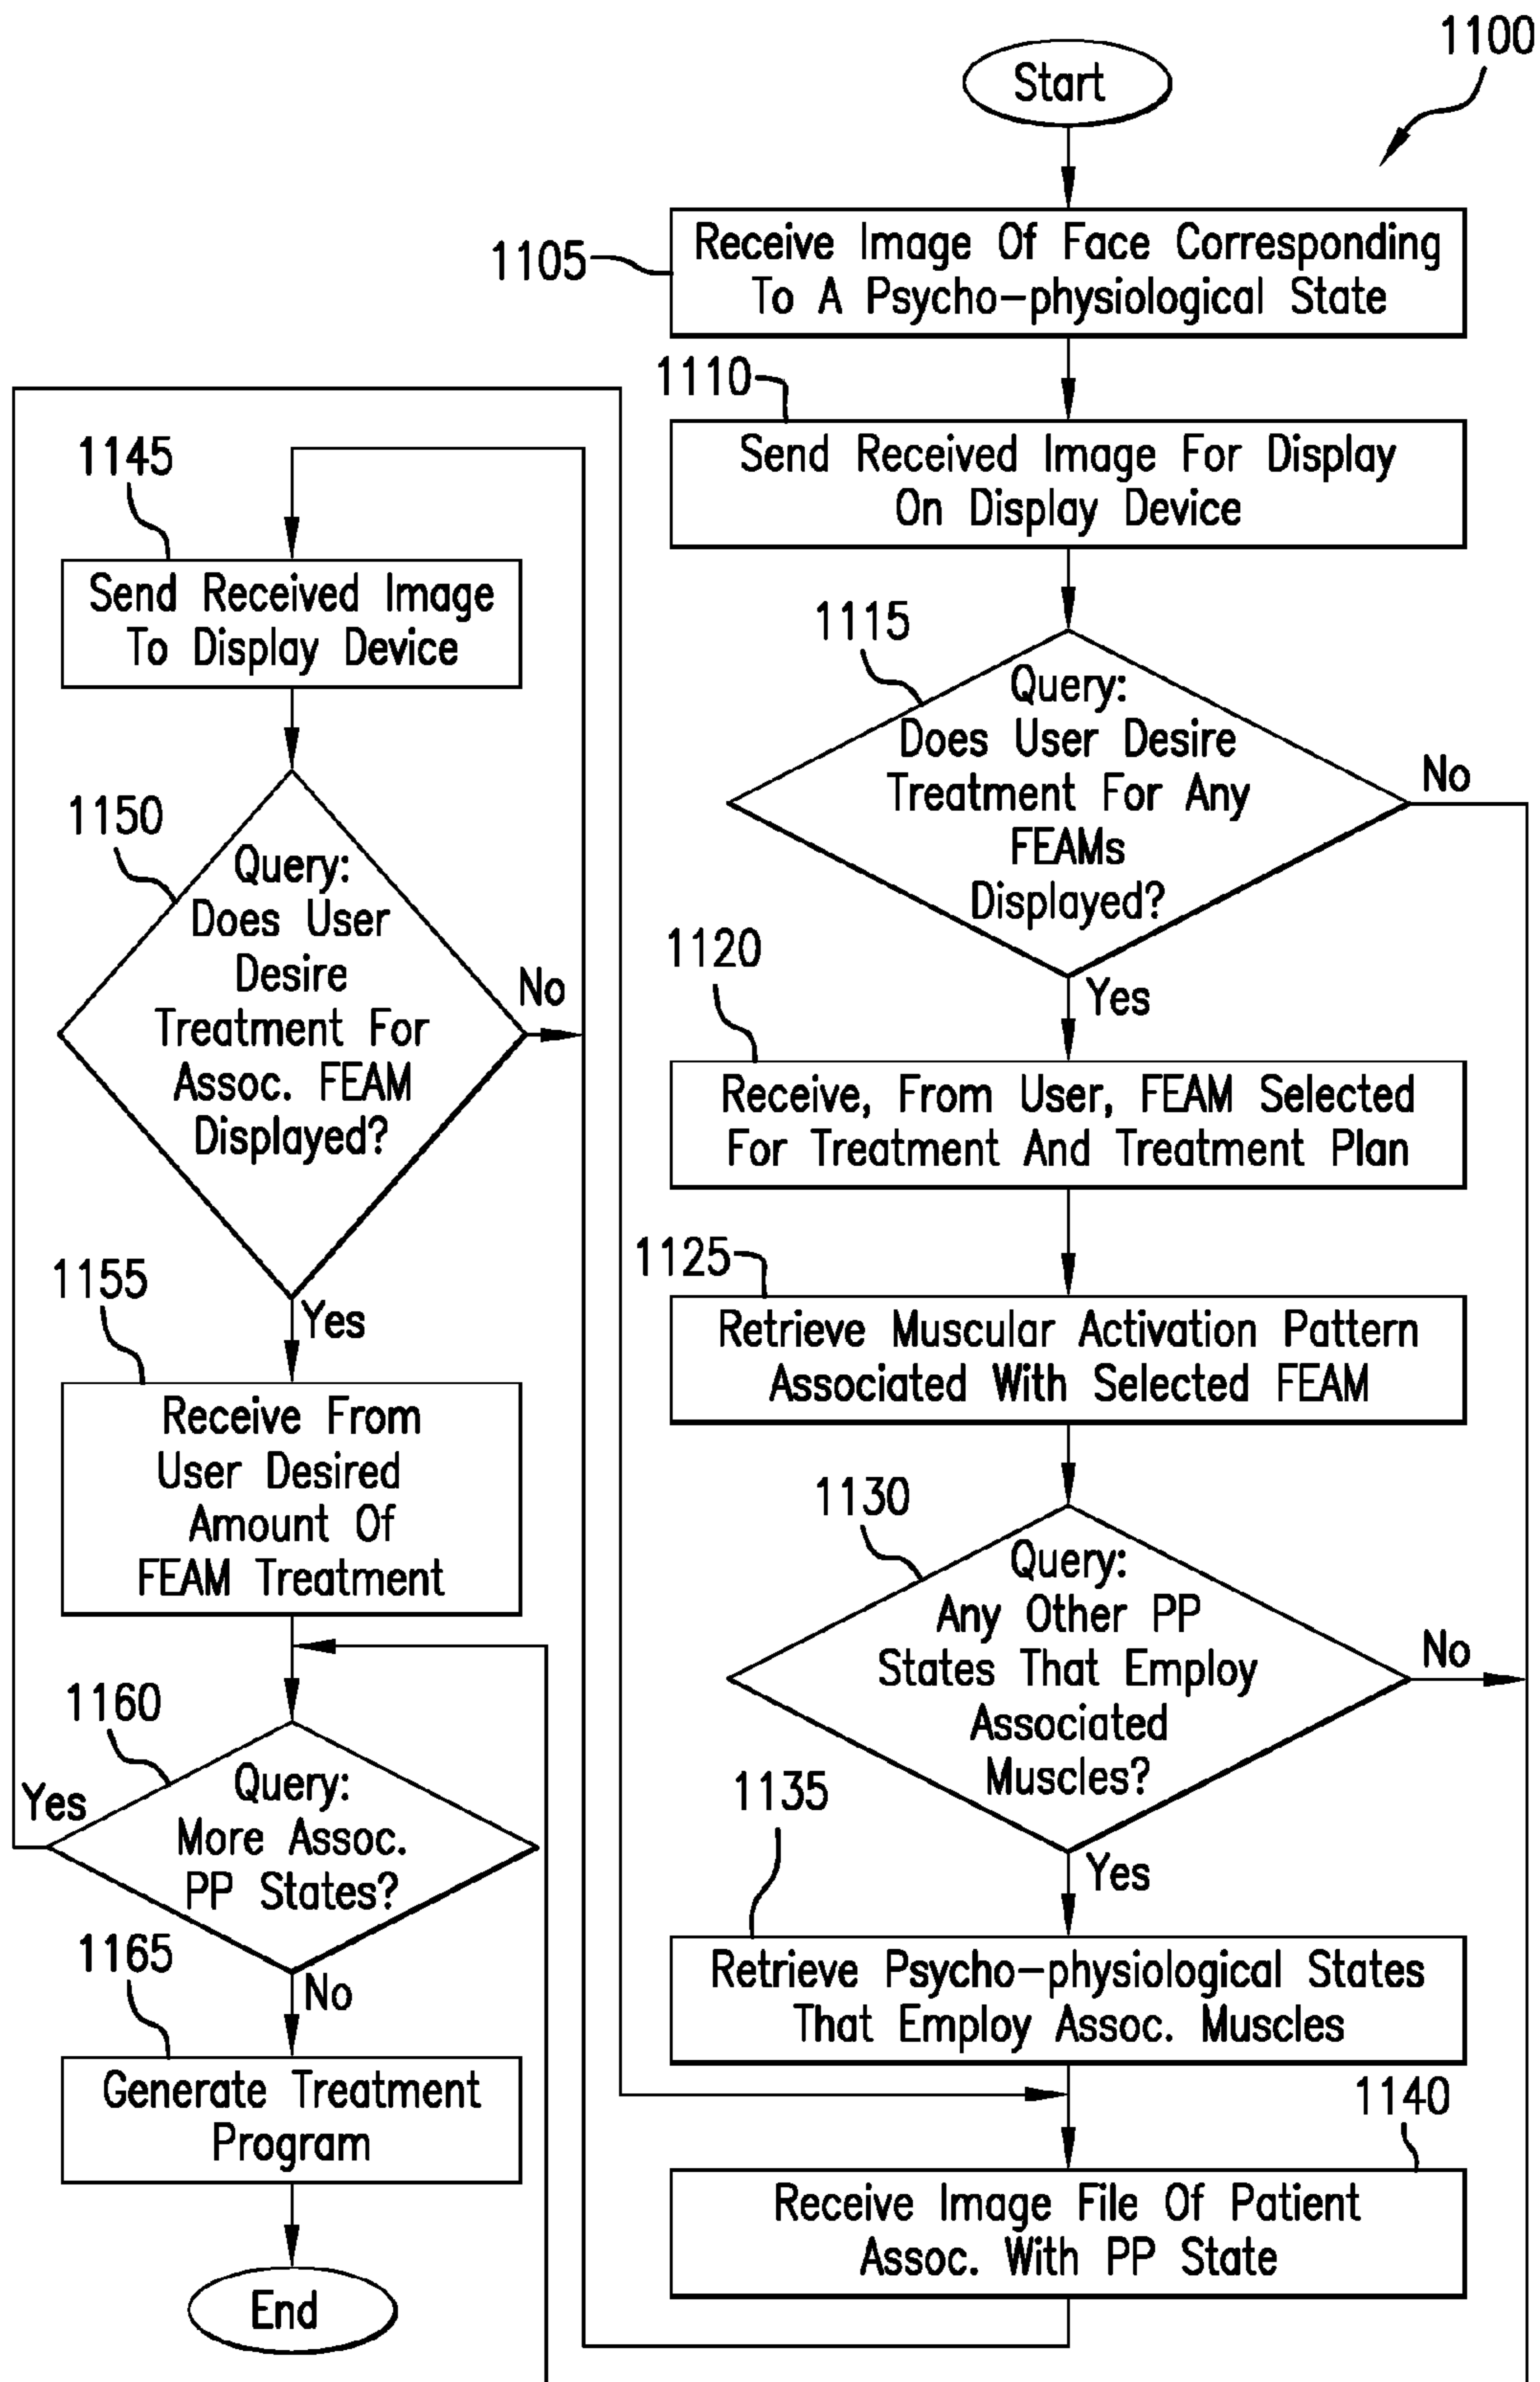 1100
Start
1105
Receive Image Of Face Corresponding
To A Psycho-physiological State
1110
Send Received Image For Display
On Display Device
1115
Query:
Does User Desire
Treatment For Any
FEAMs
Displayed?
No
Yes
1120
Receive, From User, FEAM Selected
For Treatment And Treatment Plan
1125
Retrieve Muscular Activation Pattern
Associated With Selected FEAM
1130
Query:
Any Other PP
States That Employ
Associated
Muscles?
No
Yes
1135
Retrieve Psycho-physiological States
That Employ Assoc. Muscles
1140
Receive Image File Of Patient
Assoc. With PP State
1145
Send Received Image
To Display Device
1150
Query:
Does User
Desire
Treatment For
Assoc. FEAM
Displayed?
No
Yes
1155
Receive From
User Desired
Amount Of
FEAM Treatment
1160
Query:
More Assoc.
PP States?
Yes
No
1165
Generate Treatment
Program
End